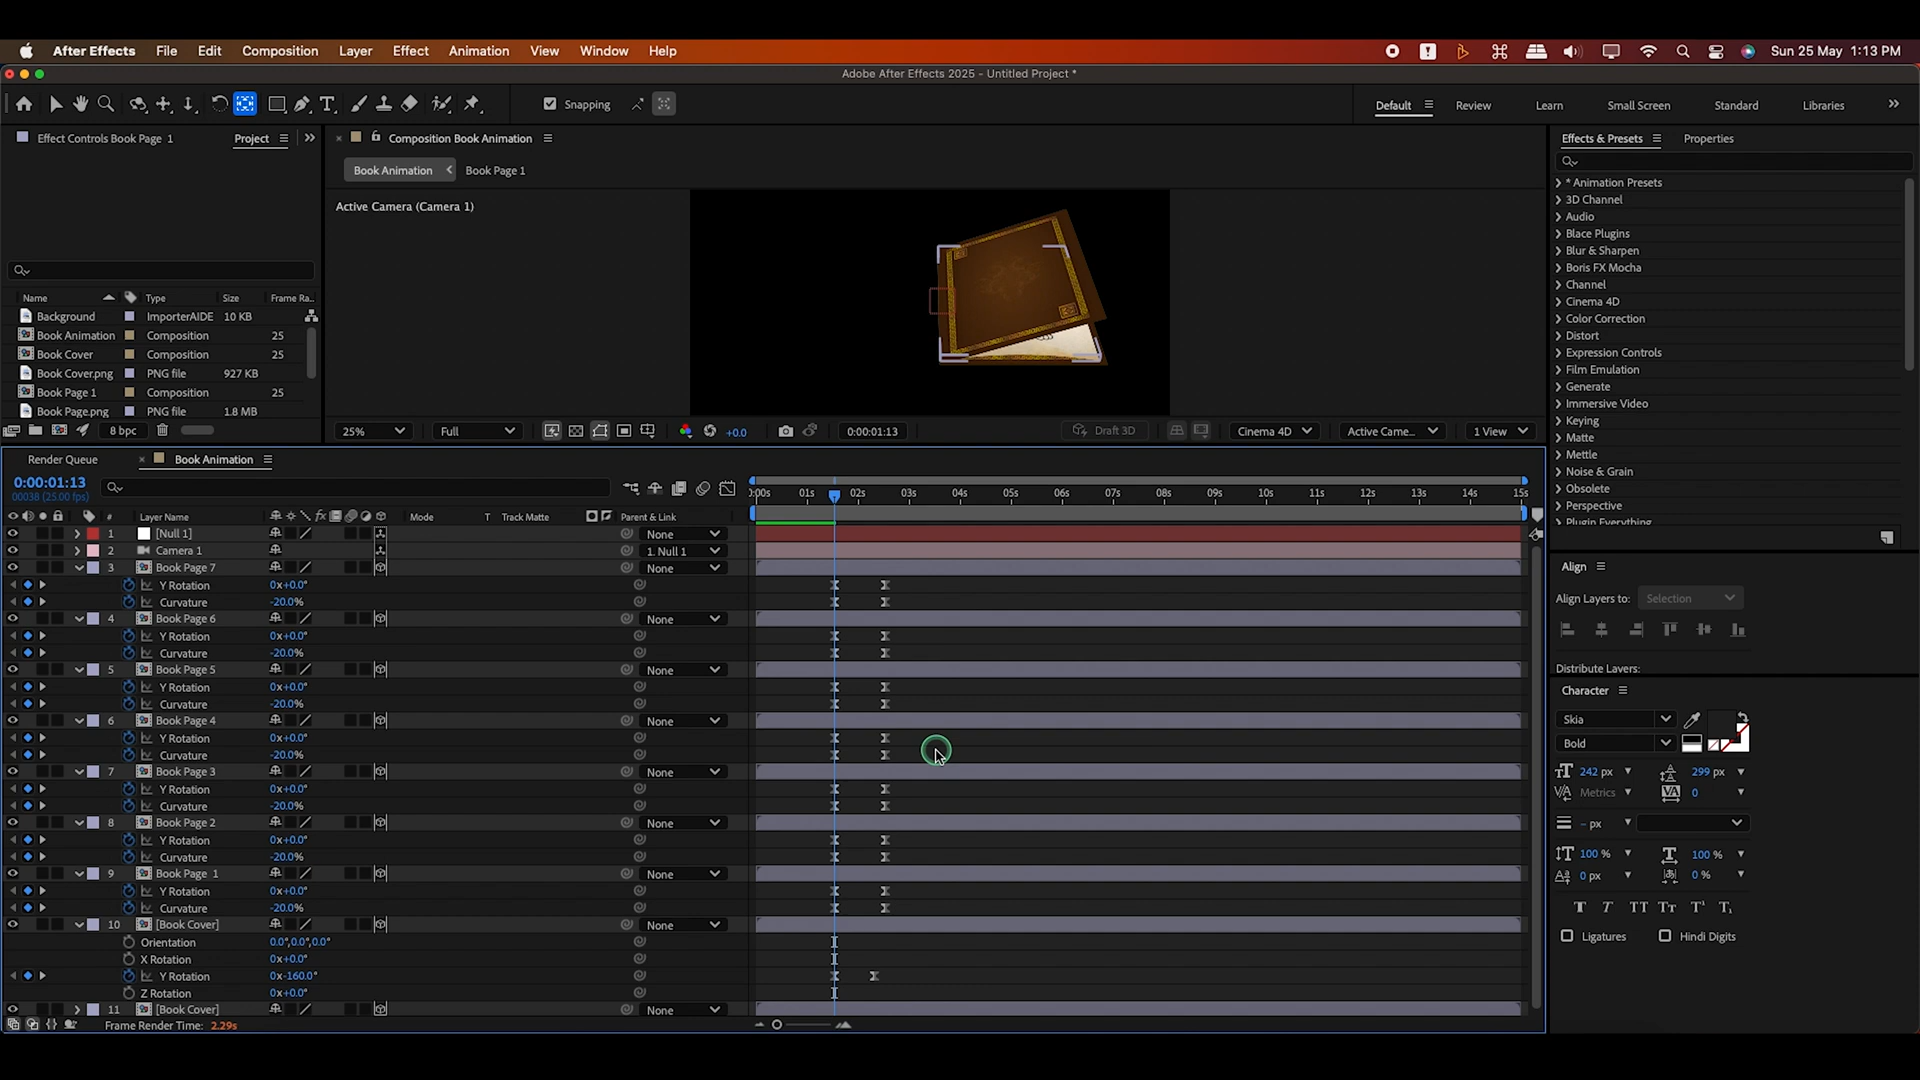 After Effects File Edit Composition Layer Effect Animation View Window Help Sun 25 May 1:13 PM
Adobe After Effects 2025 - Untitled Project *
Snapping Default Review Learn Small Screen Standard Libraries
Effect Controls Book Page 1 Project Composition Book Animation Effects & Presets Properties
Book Animation Book Page 1
Active Camera (Camera 1)
Name Type Size Frame Ra..
Background ImporterAIDE 10 KB
Book Animation Composition 25
Book Cover Composition 25
Book Cover.png PNG file 927 KB
Book Page 1 Composition 25
Book Page.png PNG file 1.8 MB
8 bpc 25% Full +0.0 0:00:01:13 Draft 3D Cinema 4D Active Came... 1 View
* Animation Presets
3D Channel
Audio
Blace Plugins
Blur & Sharpen
Boris FX Mocha
Channel
Cinema 4D
Color Correction
Distort
Expression Controls
Film Emulation
Generate
Immersive Video
Keying
Matte
Mettle
Noise & Grain
Obsolete
Perspective
Plugin Everything
Render Queue Book Animation
0:00:01:13
00038 (25.00 fps)
:00s 01s 02s 03s 04s 05s 06s 07s 08s 09s 10s 11s 12s 13s 14s 15s
# Layer Name fx Mode T Track Matte Parent & Link
1 [Null 1] None
2 Camera 1 1. Null 1
3 Book Page 7 None
Y Rotation 0x+0.0°
Curvature -20.0%
4 Book Page 6 None
Y Rotation 0x+0.0°
Curvature -20.0%
5 Book Page 5 None
Y Rotation 0x+0.0°
Curvature -20.0%
6 Book Page 4 None
Y Rotation 0x+0.0°
Curvature -20.0%
7 Book Page 3 None
Y Rotation 0x+0.0°
Curvature -20.0%
8 Book Page 2 None
Y Rotation 0x+0.0°
Curvature -20.0%
9 Book Page 1 None
Y Rotation 0x+0.0°
Curvature -20.0%
10 [Book Cover] None
Orientation 0.0°,0.0°,0.0°
X Rotation 0x+0.0°
Y Rotation 0x-160.0°
Z Rotation 0x+0.0°
11 [Book Cover] None
Frame Render Time: 2.29s
Align
Align Layers to: Selection
Distribute Layers:
Character
Skia
Bold
242 px 299 px
Metrics 0
- px
100 % 100 %
0 px 0 %
T T TT Tт T¹ T₁
Ligatures Hindi Digits